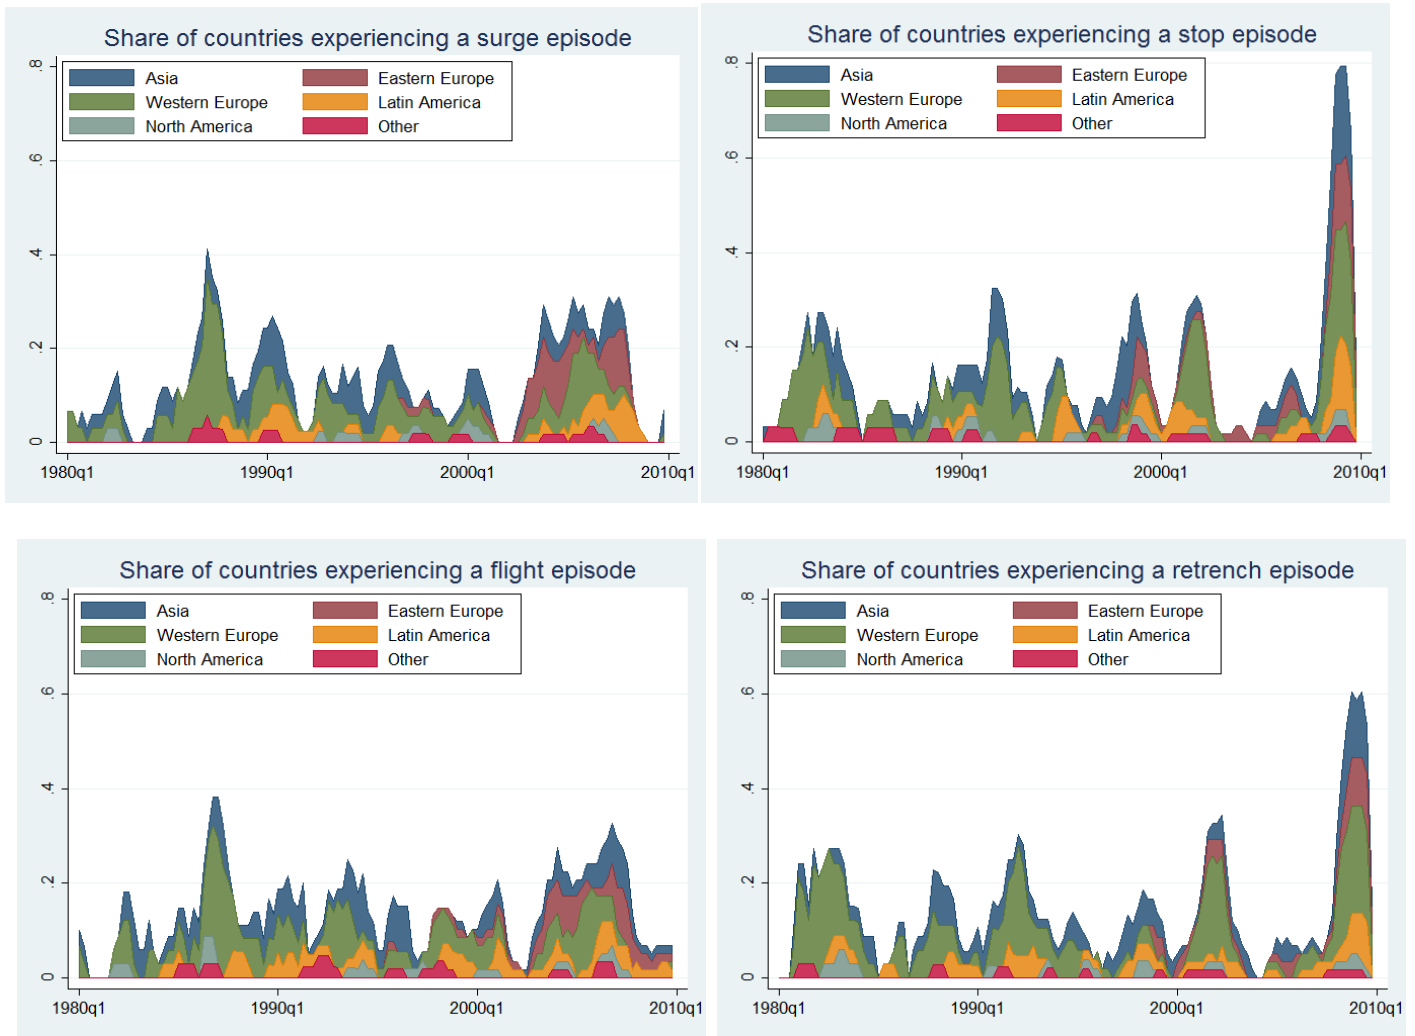 Share of countries experiencing a surge episode
.8
.6
.4
.2
0
Asia
Eastern Europe
Western Europe
Latin America
North America
Other
1980q1
1990q1
2000q1
2010q1
Share of countries experiencing a stop episode
.8
.6
.4
.2
0
Asia
Eastern Europe
Western Europe
Latin America
North America
Other
1980q1
1990q1
2000q1
2010q1
Share of countries experiencing a flight episode
.8
.6
.4
.2
0
Asia
Eastern Europe
Western Europe
Latin America
North America
Other
1980q1
1990q1
2000q1
2010q1
Share of countries experiencing a retrench episode
.8
.6
.4
.2
0
Asia
Eastern Europe
Western Europe
Latin America
North America
Other
1980q1
1990q1
2000q1
2010q1